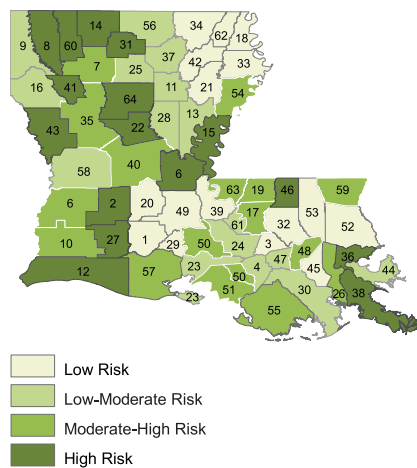 14 56 34 62 18
9 8 60 31 37 42 33
7 25
16 41 11 21 54
64
35 28 13
43 22 15
40
58 6
6 2 20 49 39 63 19 46 59
17 53
61 32 52
10 27 1 29 50 24 3 48 36
12 57 23 4 47 45 44
50 30 26 38
23 51 55
Low Risk
Low-Moderate Risk
Moderate-High Risk
High Risk